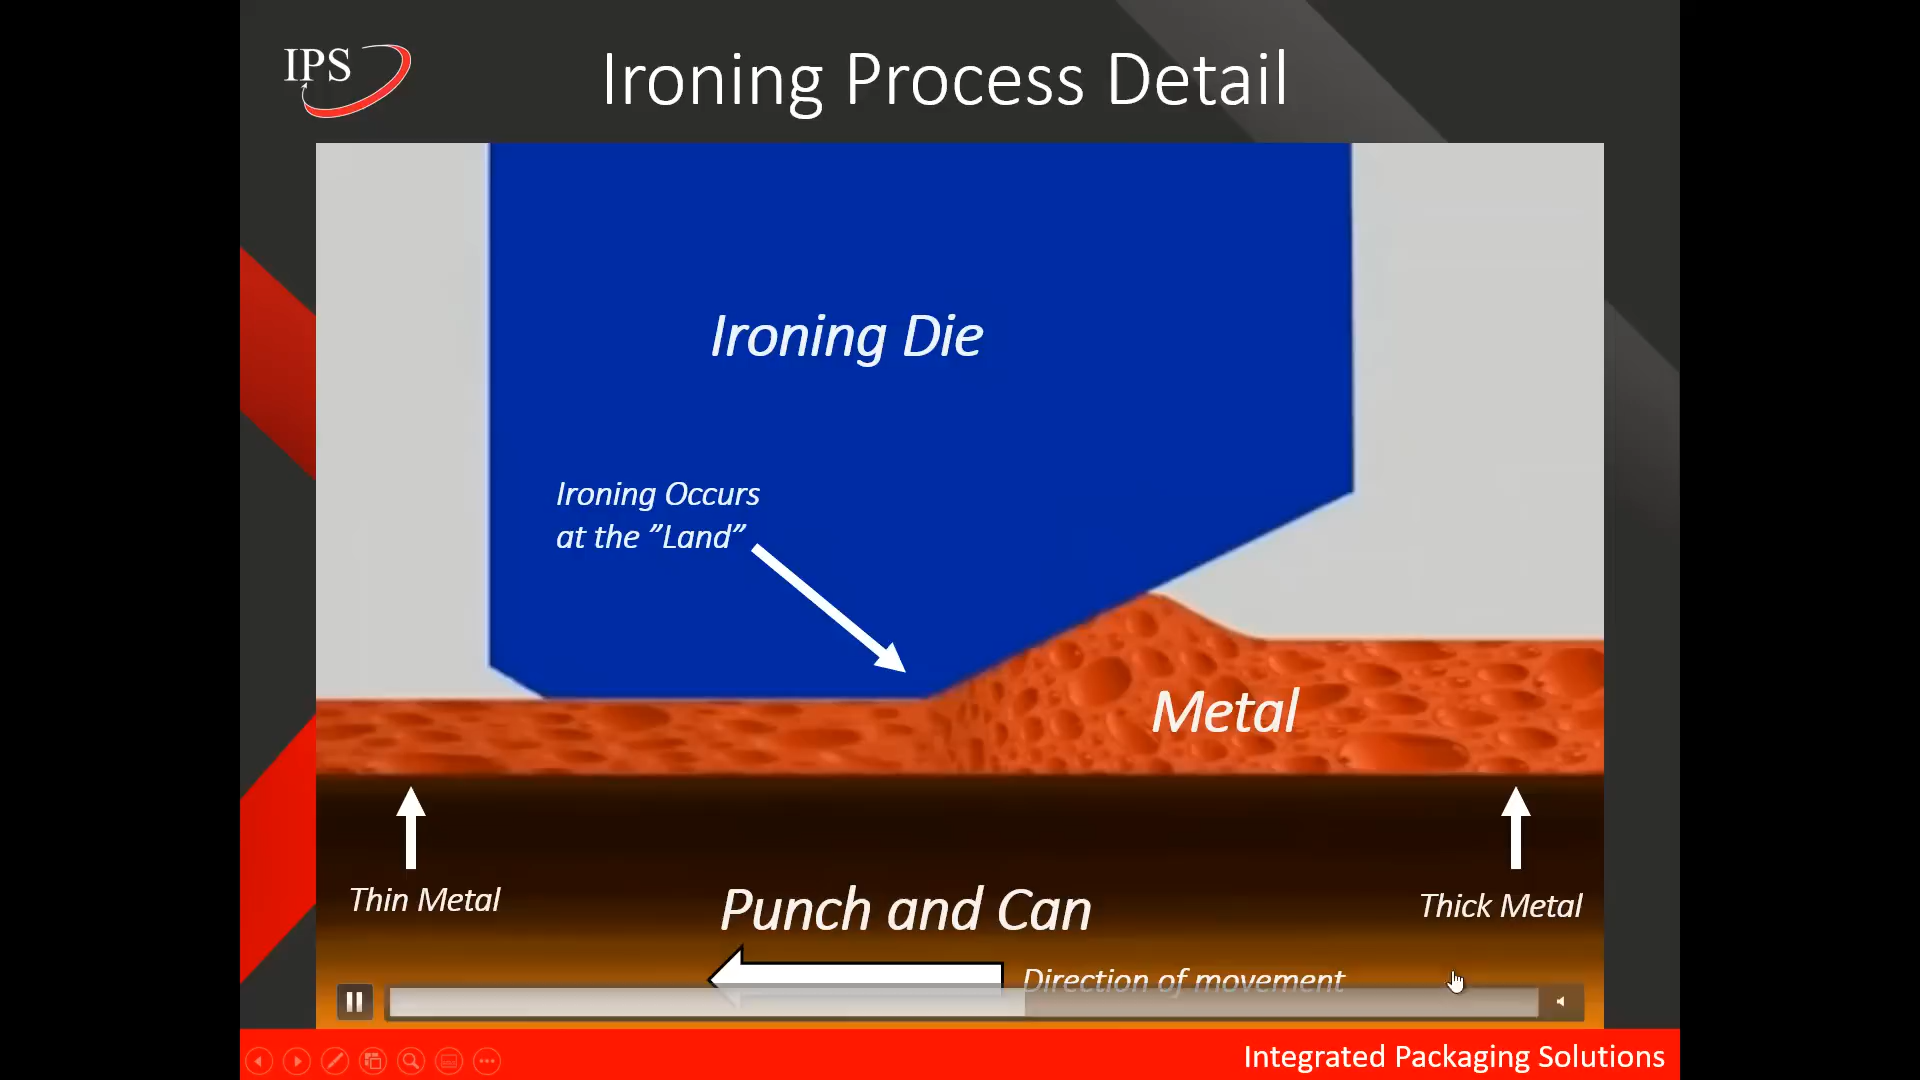 IPS
Ironing Process Detail
Ironing Die
Ironing Occurs
at the ”Land”
Metal
Thin Metal
Punch and Can
Thick Metal
Direction of movement
Integrated Packaging Solutions